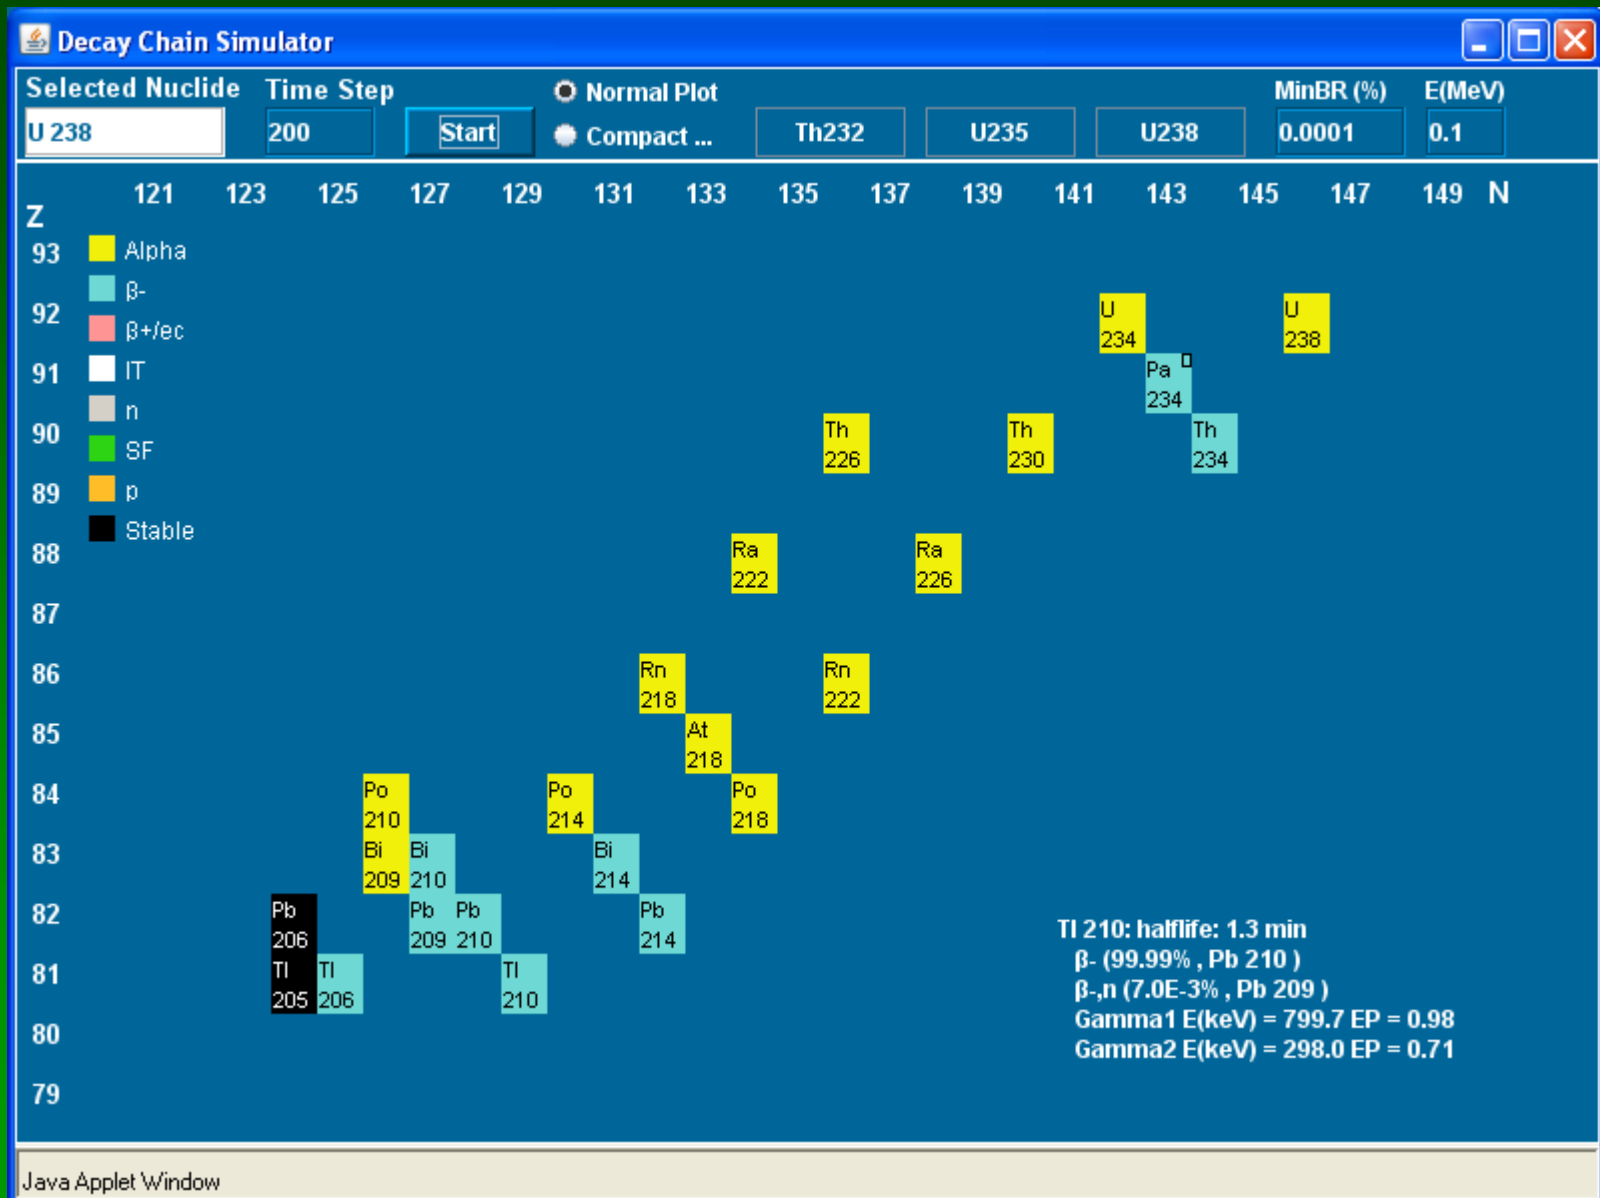 Decay Chain Simulator
Selected Nuclide Time Step Normal Plot MinBR (%) E(MeV)
U 238 200 Start Compact ... Th232 U235 U238 0.0001 0.1
121 123 125 127 129 131 133 135 137 139 141 143 145 147 149 N
Z
93 Alpha
β-
92 U U
234 238
β+/ec
91 IT Pa
234
n
90 Th Th Th
226 230 234
SF
89 p
Stable
88 Ra Ra
222 226
87
86 Rn Rn
218 222
85 At
218
84 Po Po Po
210 214 218
83 Bi Bi Bi
209 210 214
82 Pb Pb Pb Pb
206 209 210 214
81 Tl Tl Tl
205 206 210
80
79
Tl 210: halflife: 1.3 min
β- (99.99% , Pb 210 )
β-,n (7.0E-3% , Pb 209 )
Gamma1 E(keV) = 799.7 EP = 0.98
Gamma2 E(keV) = 298.0 EP = 0.71
Java Applet Window